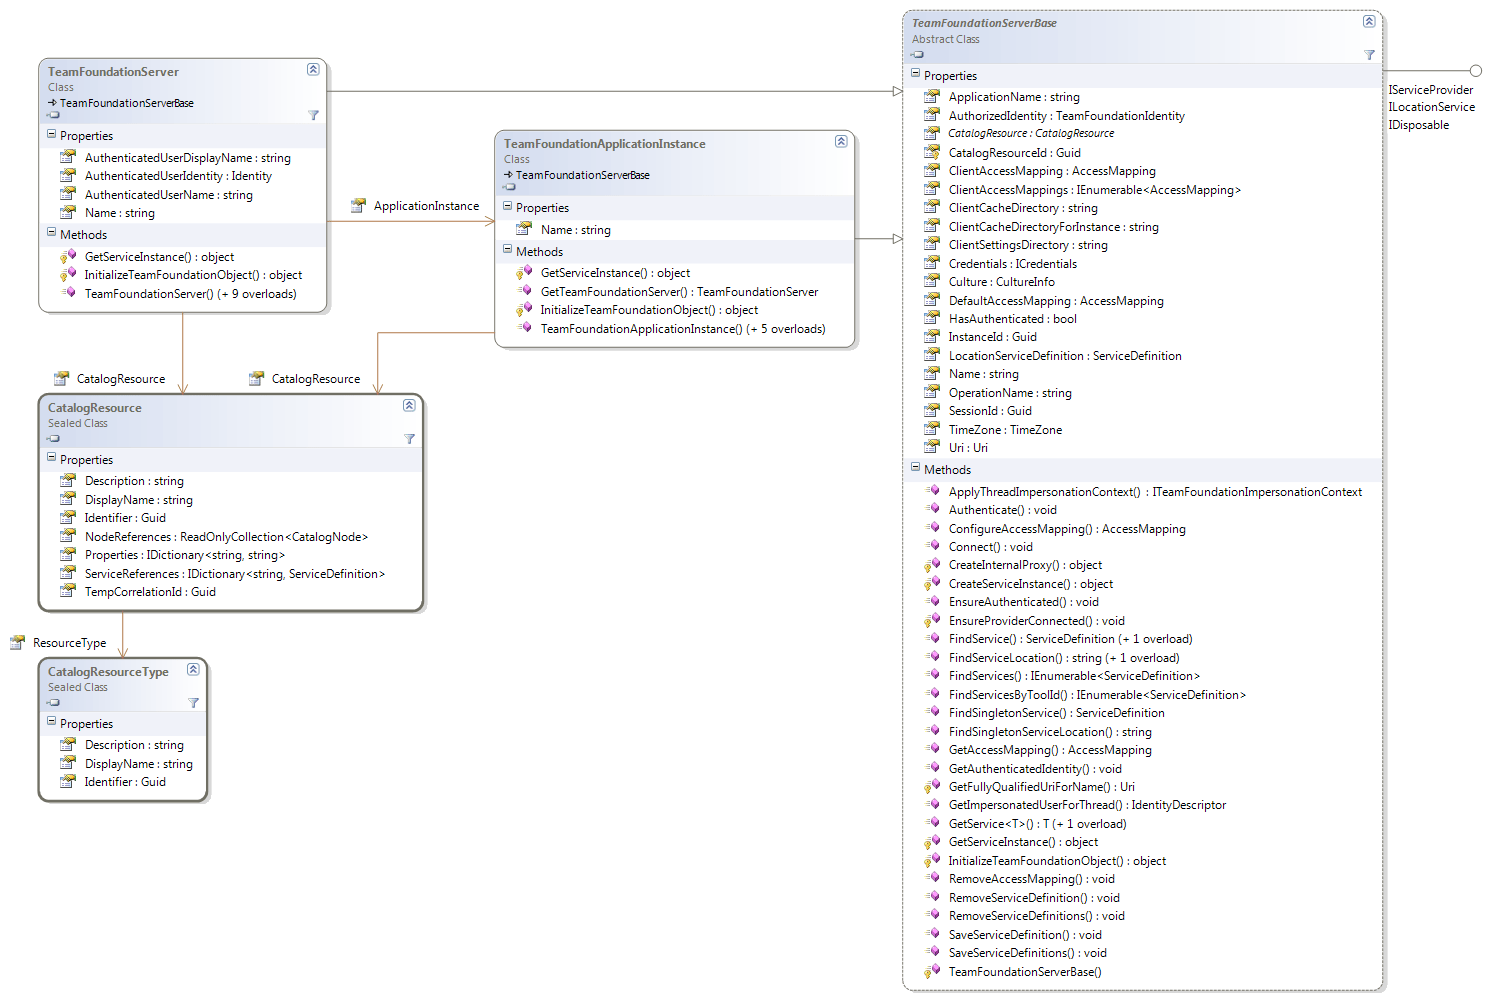 TeamFoundationServer
Class
TeamFoundationServerBase
Properties
AuthenticatedUserDisplayName : string
AuthenticatedUserIdentity : Identity
AuthenticatedUserName : string
Name : string
Methods
GetServiceInstance() : object
InitializeTeamFoundationObject() : object
TeamFoundationServer() (+ 9 overloads)
ApplicationInstance
TeamFoundationApplicationInstance
Class
TeamFoundationServerBase
Properties
Name : string
Methods
GetServiceInstance() : object
GetTeamFoundationServer() : TeamFoundationServer
InitializeTeamFoundationObject() : object
TeamFoundationApplicationInstance() (+ 5 overloads)
CatalogResource
CatalogResource
CatalogResource
Sealed Class
Properties
Description : string
DisplayName : string
Identifier : Guid
NodeReferences : ReadOnlyCollection<CatalogNode>
Properties : IDictionary<string, string>
ServiceReferences : IDictionary<string, ServiceDefinition>
TempCorrelationId : Guid
ResourceType
CatalogResourceType
Sealed Class
Properties
Description : string
DisplayName : string
Identifier : Guid
TeamFoundationServerBase
Abstract Class
Properties
ApplicationName : string
AuthorizedIdentity : TeamFoundationIdentity
CatalogResource : CatalogResource
CatalogResourceId : Guid
ClientAccessMapping : AccessMapping
ClientAccessMappings : IEnumerable<AccessMapping>
ClientCacheDirectory : string
ClientCacheDirectoryForInstance : string
ClientSettingsDirectory : string
Credentials : ICredentials
Culture : CultureInfo
DefaultAccessMapping : AccessMapping
HasAuthenticated : bool
InstanceId : Guid
LocationServiceDefinition : ServiceDefinition
Name : string
OperationName : string
SessionId : Guid
TimeZone : TimeZone
Uri : Uri
Methods
ApplyThreadImpersonationContext() : ITeamFoundationImpersonationContext
Authenticate() : void
ConfigureAccessMapping() : AccessMapping
Connect() : void
CreateInternalProxy() : object
CreateServiceInstance() : object
EnsureAuthenticated() : void
EnsureProviderConnected() : void
FindService() : ServiceDefinition (+ 1 overload)
FindServiceLocation() : string (+ 1 overload)
FindServices() : IEnumerable<ServiceDefinition>
FindServicesByToolId() : IEnumerable<ServiceDefinition>
FindSingletonService() : ServiceDefinition
FindSingletonServiceLocation() : string
GetAccessMapping() : AccessMapping
GetAuthenticatedIdentity() : void
GetFullyQualifiedUriForName() : Uri
GetImpersonatedUserForThread() : IdentityDescriptor
GetService<T>() : T (+ 1 overload)
GetServiceInstance() : object
InitializeTeamFoundationObject() : object
RemoveAccessMapping() : void
RemoveServiceDefinition() : void
RemoveServiceDefinitions() : void
SaveServiceDefinition() : void
SaveServiceDefinitions() : void
TeamFoundationServerBase()
IServiceProvider
ILocationService
IDisposable